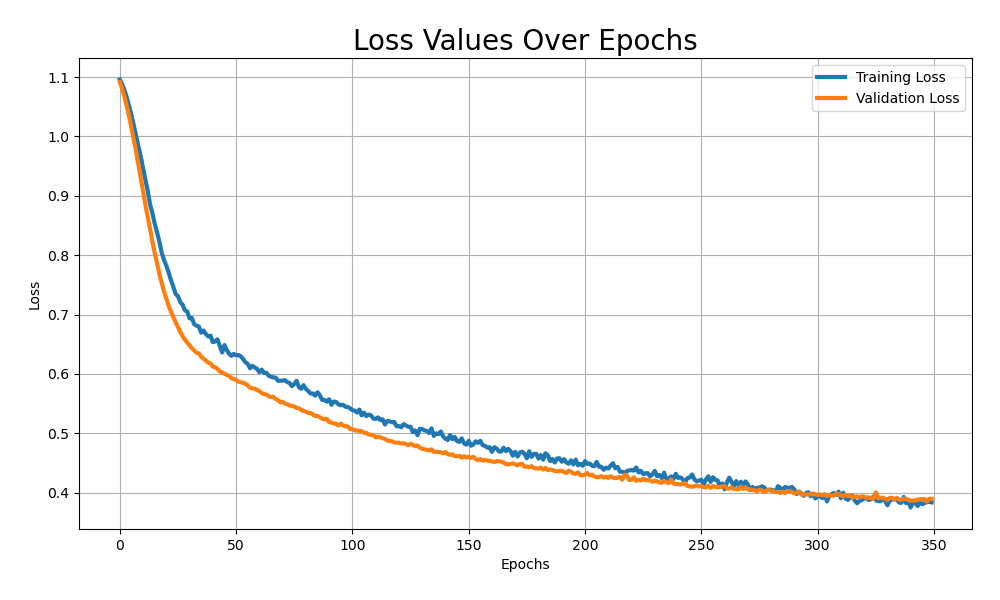 Loss Values Over Epochs
Training Loss
Validation Loss
Loss
1.1
1.0
0.9
0.8
0.7
0.6
0.5
0.4
0 50 100 150 200 250 300 350
Epochs